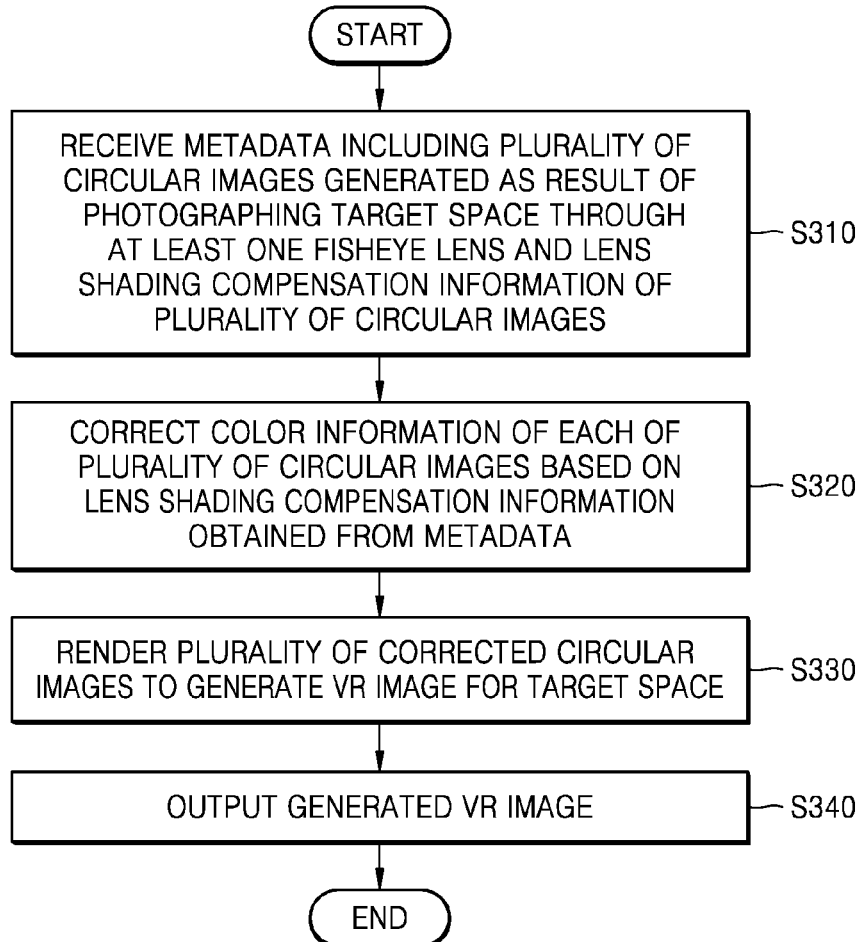 START
RECEIVE METADATA INCLUDING PLURALITY OF
CIRCULAR IMAGES GENERATED AS RESULT OF
PHOTOGRAPHING TARGET SPACE THROUGH
AT LEAST ONE FISHEYE LENS AND LENS
SHADING COMPENSATION INFORMATION OF
PLURALITY OF CIRCULAR IMAGES
S310
CORRECT COLOR INFORMATION OF EACH OF
PLURALITY OF CIRCULAR IMAGES BASED ON
LENS SHADING COMPENSATION INFORMATION
OBTAINED FROM METADATA
S320
RENDER PLURALITY OF CORRECTED CIRCULAR
IMAGES TO GENERATE VR IMAGE FOR TARGET SPACE
S330
OUTPUT GENERATED VR IMAGE
S340
END